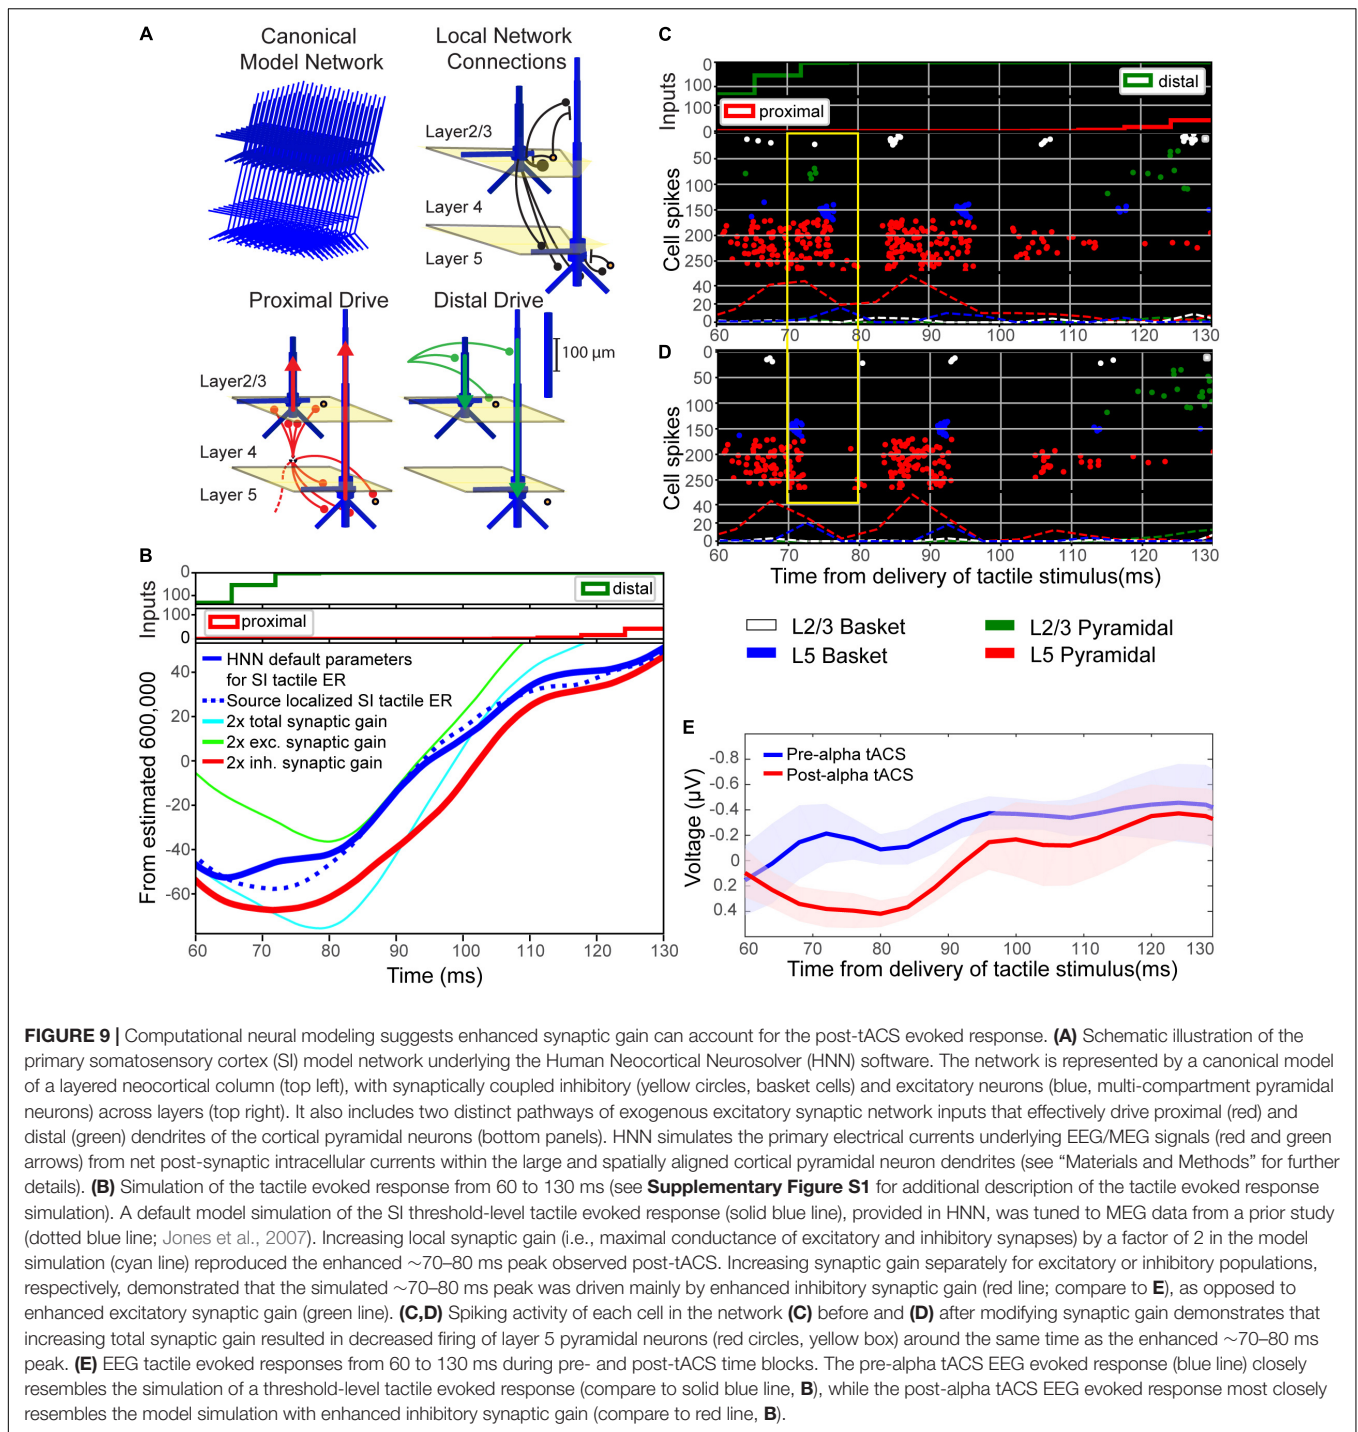 A
Canonical
Model Network
Local Network
Connections
Layer2/3
Layer 4
Layer 5
Proximal Drive
Distal Drive
100 µm
Layer2/3
Layer 4
Layer 5
B
Inputs
0
100
100
0
distal
proximal
HNN default parameters
for SI tactile ER
Source localized SI tactile ER
2x total synaptic gain
2x exc. synaptic gain
2x inh. synaptic gain
From estimated 600,000
40
20
0
-20
-40
-60
60 70 80 90 100 110 120 130
Time (ms)
C
Inputs
0
100
100
0
distal
proximal
Cell spikes
50
100
150
200
250
40
20
0
60 70 80 90 100 110 120 130
D
Cell spikes
0
50
100
150
200
250
40
20
0
60 70 80 90 100 110 120 130
Time from delivery of tactile stimulus(ms)
L2/3 Basket
L2/3 Pyramidal
L5 Basket
L5 Pyramidal
E
Pre-alpha tACS
Post-alpha tACS
Voltage (µV)
-0.8
-0.6
-0.4
-0.2
0
0.2
0.4
60 70 80 90 100 110 120 130
Time from delivery of tactile stimulus(ms)
FIGURE 9 | Computational neural modeling suggests enhanced synaptic gain can account for the post-tACS evoked response. (A) Schematic illustration of the
primary somatosensory cortex (SI) model network underlying the Human Neocortical Neurosolver (HNN) software. The network is represented by a canonical model
of a layered neocortical column (top left), with synaptically coupled inhibitory (yellow circles, basket cells) and excitatory neurons (blue, multi-compartment pyramidal
neurons) across layers (top right). It also includes two distinct pathways of exogenous excitatory synaptic network inputs that effectively drive proximal (red) and
distal (green) dendrites of the cortical pyramidal neurons (bottom panels). HNN simulates the primary electrical currents underlying EEG/MEG signals (red and green
arrows) from net post-synaptic intracellular currents within the large and spatially aligned cortical pyramidal neuron dendrites (see “Materials and Methods” for further
details). (B) Simulation of the tactile evoked response from 60 to 130 ms (see Supplementary Figure S1 for additional description of the tactile evoked response
simulation). A default model simulation of the SI threshold-level tactile evoked response (solid blue line), provided in HNN, was tuned to MEG data from a prior study
(dotted blue line; Jones et al., 2007). Increasing local synaptic gain (i.e., maximal conductance of excitatory and inhibitory synapses) by a factor of 2 in the model
simulation (cyan line) reproduced the enhanced ∼70–80 ms peak observed post-tACS. Increasing synaptic gain separately for excitatory or inhibitory populations,
respectively, demonstrated that the simulated ∼70–80 ms peak was driven mainly by enhanced inhibitory synaptic gain (red line; compare to E), as opposed to
enhanced excitatory synaptic gain (green line). (C,D) Spiking activity of each cell in the network (C) before and (D) after modifying synaptic gain demonstrates that
increasing total synaptic gain resulted in decreased firing of layer 5 pyramidal neurons (red circles, yellow box) around the same time as the enhanced ∼70–80 ms
peak. (E) EEG tactile evoked responses from 60 to 130 ms during pre- and post-tACS time blocks. The pre-alpha tACS EEG evoked response (blue line) closely
resembles the simulation of a threshold-level tactile evoked response (compare to solid blue line, B), while the post-alpha tACS EEG evoked response most closely
resembles the model simulation with enhanced inhibitory synaptic gain (compare to red line, B).